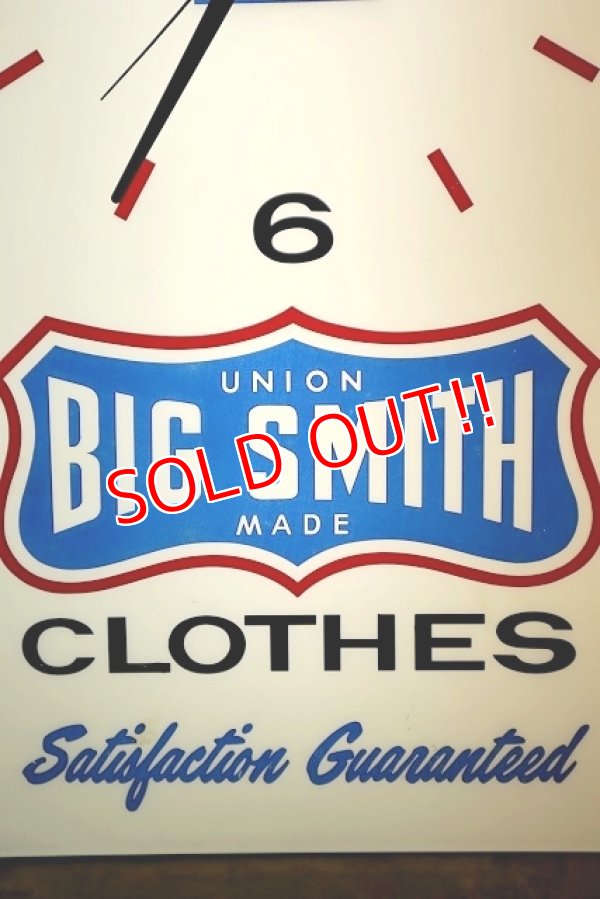 6
UNION
BIG SMITH
SOLD OUT!!
MADE
CLOTHES
Satisfaction Guaranteed